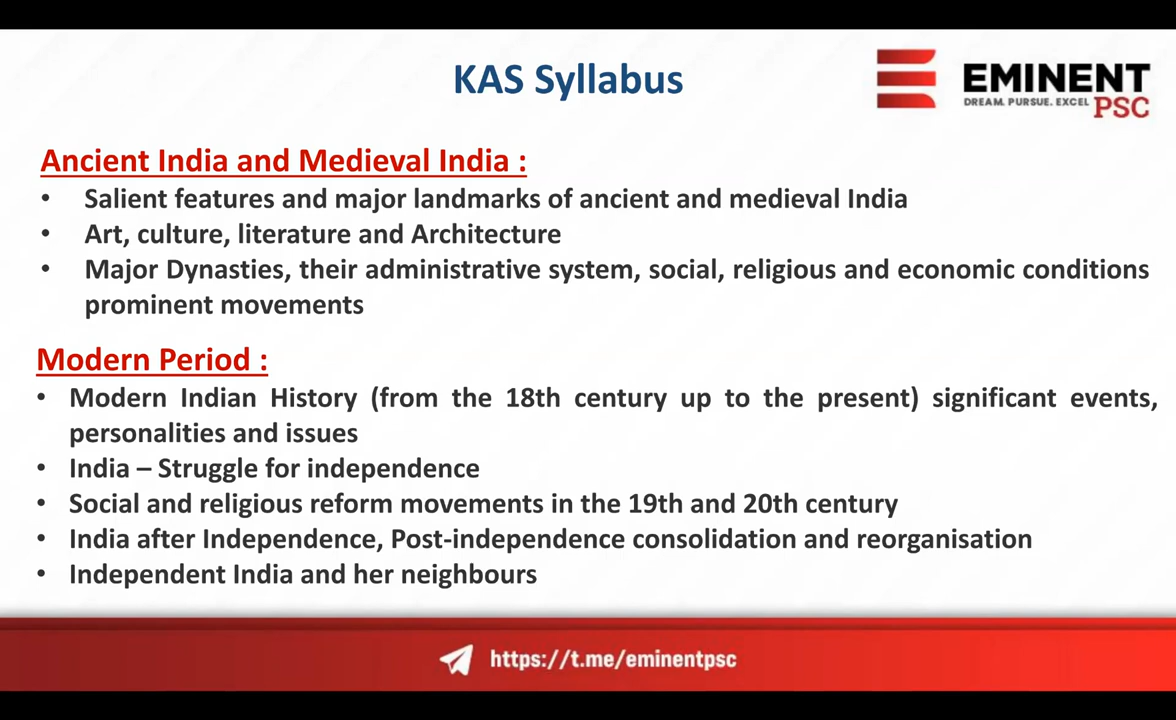 KAS Syllabus
EMINENT
DREAM. PURSUE. EXCEL
PSC
Ancient India and Medieval India :
• Salient features and major landmarks of ancient and medieval India
• Art, culture, literature and Architecture
• Major Dynasties, their administrative system, social, religious and economic conditions
prominent movements
Modern Period :
• Modern Indian History (from the 18th century up to the present) significant events,
personalities and issues
• India – Struggle for independence
• Social and religious reform movements in the 19th and 20th century
• India after Independence, Post-independence consolidation and reorganisation
• Independent India and her neighbours
https://t.me/eminentpsc